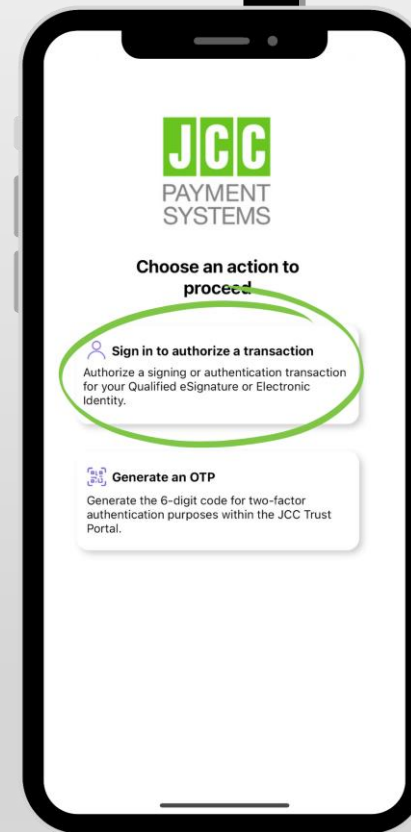 JCC
PAYMENT
SYSTEMS
Choose an action to
proceed
Sign in to authorize a transaction
Authorize a signing or authentication transaction
for your Qualified eSignature or Electronic
Identity.
Generate an OTP
Generate the 6-digit code for two-factor
authentication purposes within the JCC Trust
Portal.